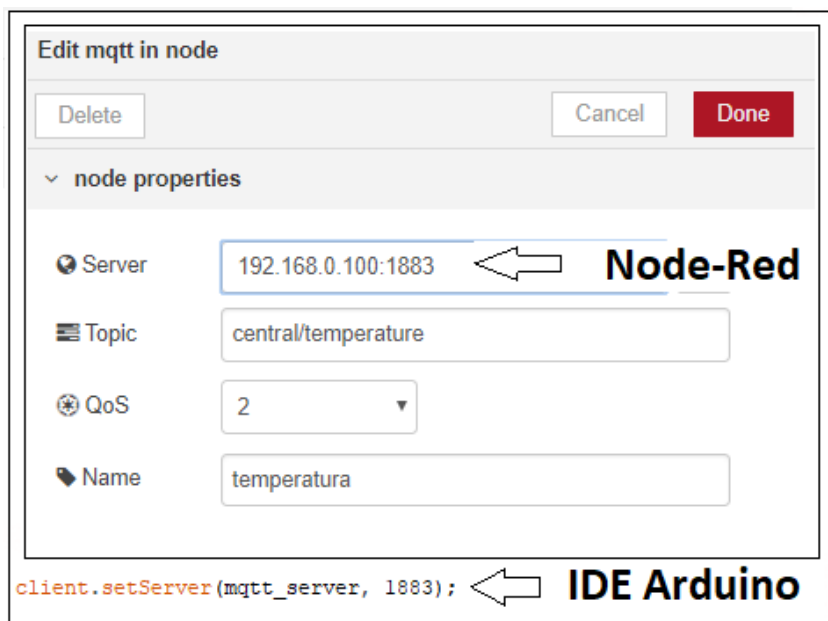 Edit mqtt in node
Delete Cancel Done
node properties
Server 192.168.0.100:1883 Node-Red
Topic central/temperature
QoS 2
Name temperatura
client.setServer(mqtt_server, 1883); IDE Arduino